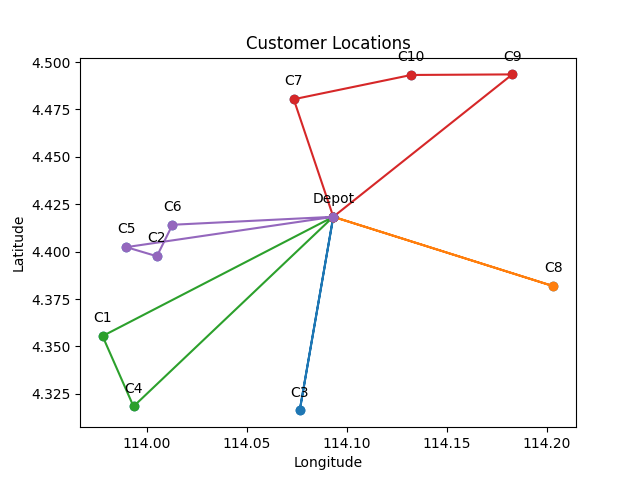 Customer Locations
4.500
4.475
4.450
4.425
4.400
4.375
4.350
4.325
Latitude
C10
C9
C7
Depot
C6
C5
C2
C8
C1
C4
C3
114.00
114.05
114.10
114.15
114.20
Longitude